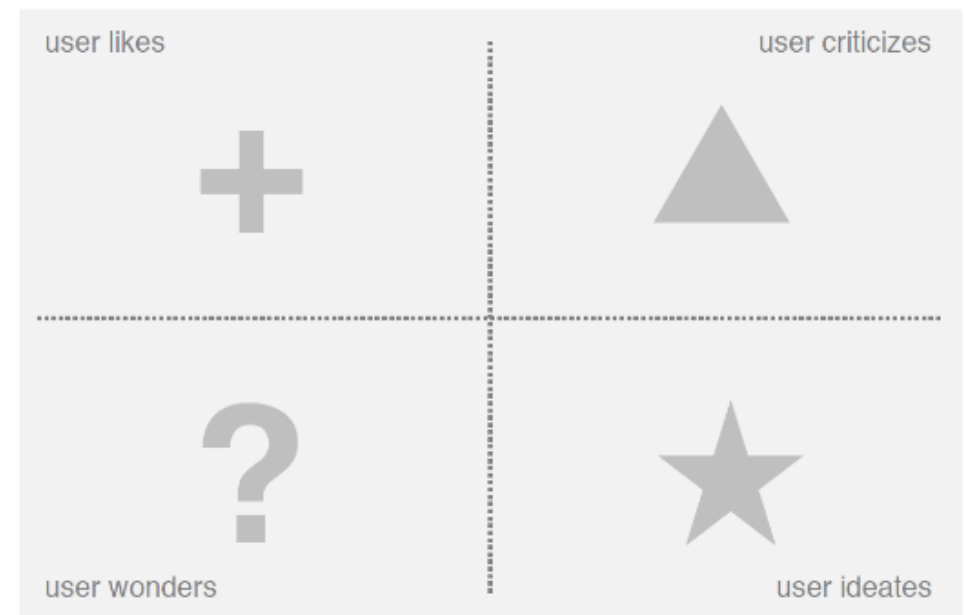 user likes
user criticizes
?
user wonders
user ideates